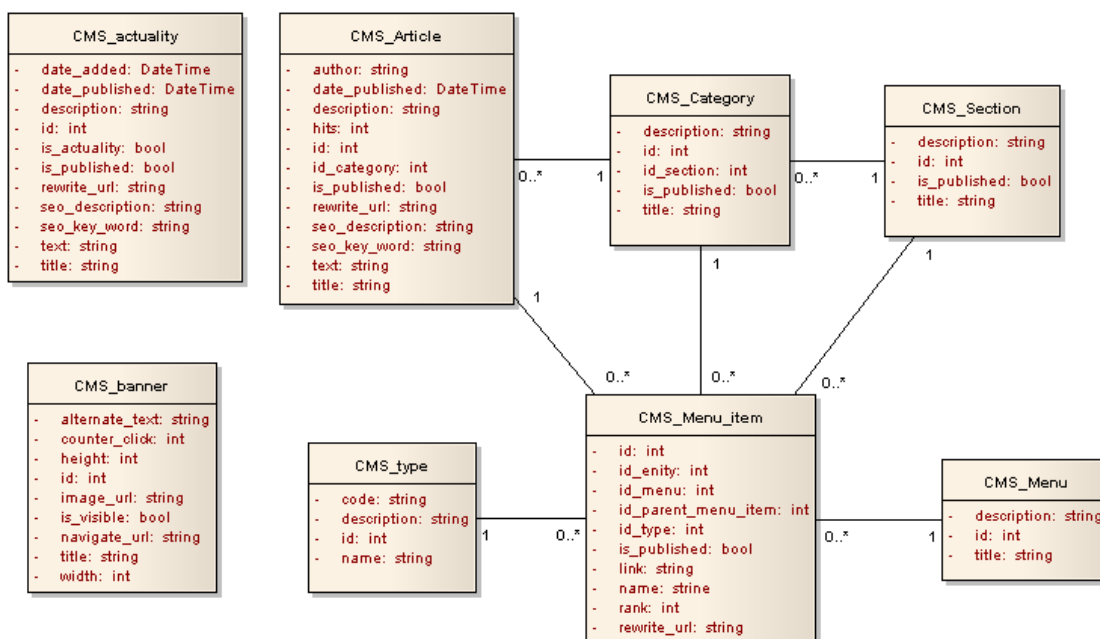 CMS_actuality
- date_added: DateTime
- date_published: DateTime
- description: string
- id: int
- is_actuality: bool
- is_published: bool
- rewrite_url: string
- seo_description: string
- seo_key_word: string
- text: string
- title: string
CMS_Article
- author: string
- date_published: DateTime
- description: string
- hits: int
- id: int
- id_category: int
- is_published: bool
- rewrite_url: string
- seo_description: string
- seo_key_word: string
- text: string
- title: string
0..*
1
CMS_Category
- description: string
- id: int
- id_section: int
- is_published: bool
- title: string
0..*
1
CMS_Section
- description: string
- id: int
- is_published: bool
- title: string
1
1
1
0..*
0..*
0..*
CMS_banner
- alternate_text: string
- counter_click: int
- height: int
- id: int
- image_url: string
- is_visible: bool
- navigate_url: string
- title: string
- width: int
CMS_type
- code: string
- description: string
- id: int
- name: string
1
0..*
CMS_Menu_item
- id: int
- id_enity: int
- id_menu: int
- id_parent_menu_item: int
- id_type: int
- is_published: bool
- link: string
- name: strine
- rank: int
- rewrite_url: string
0..*
1
CMS_Menu
- description: string
- id: int
- title: string